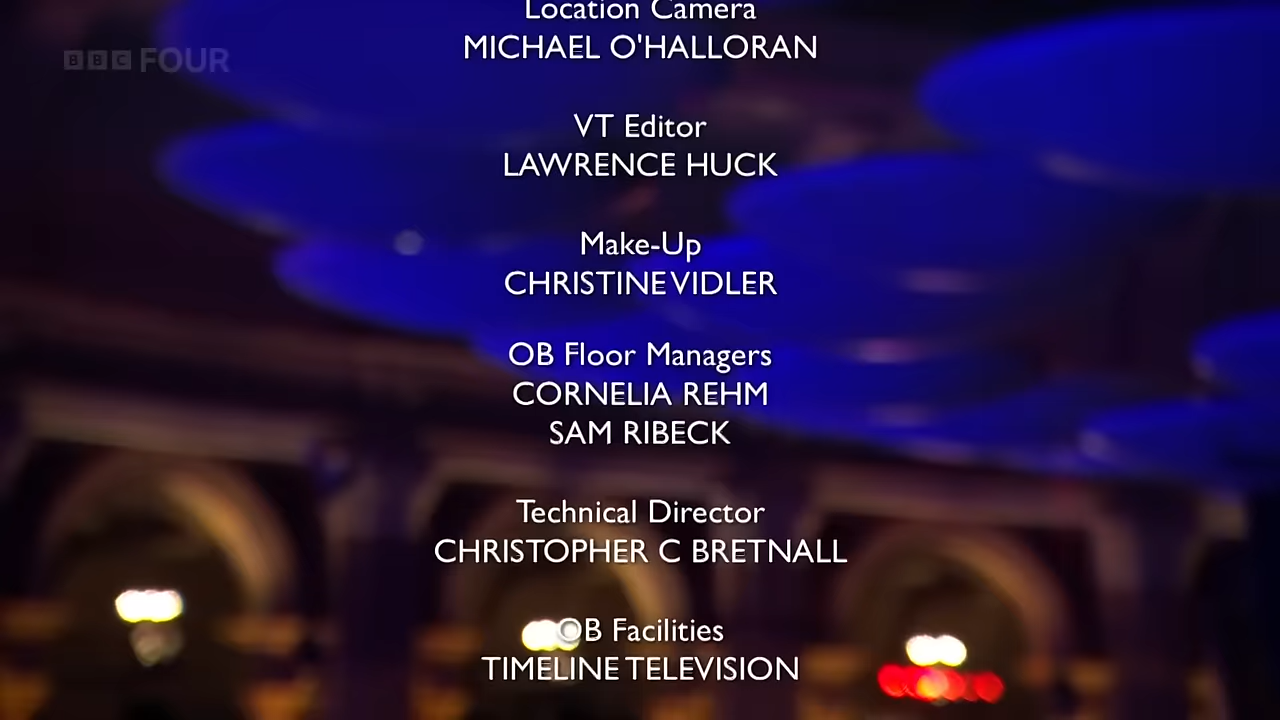 BBC FOUR
Location Camera
MICHAEL O'HALLORAN
VT Editor
LAWRENCE HUCK
Make-Up
CHRISTINE VIDLER
OB Floor Managers
CORNELIA REHM
SAM RIBECK
Technical Director
CHRISTOPHER C BRETNALL
OB Facilities
TIMELINE TELEVISION